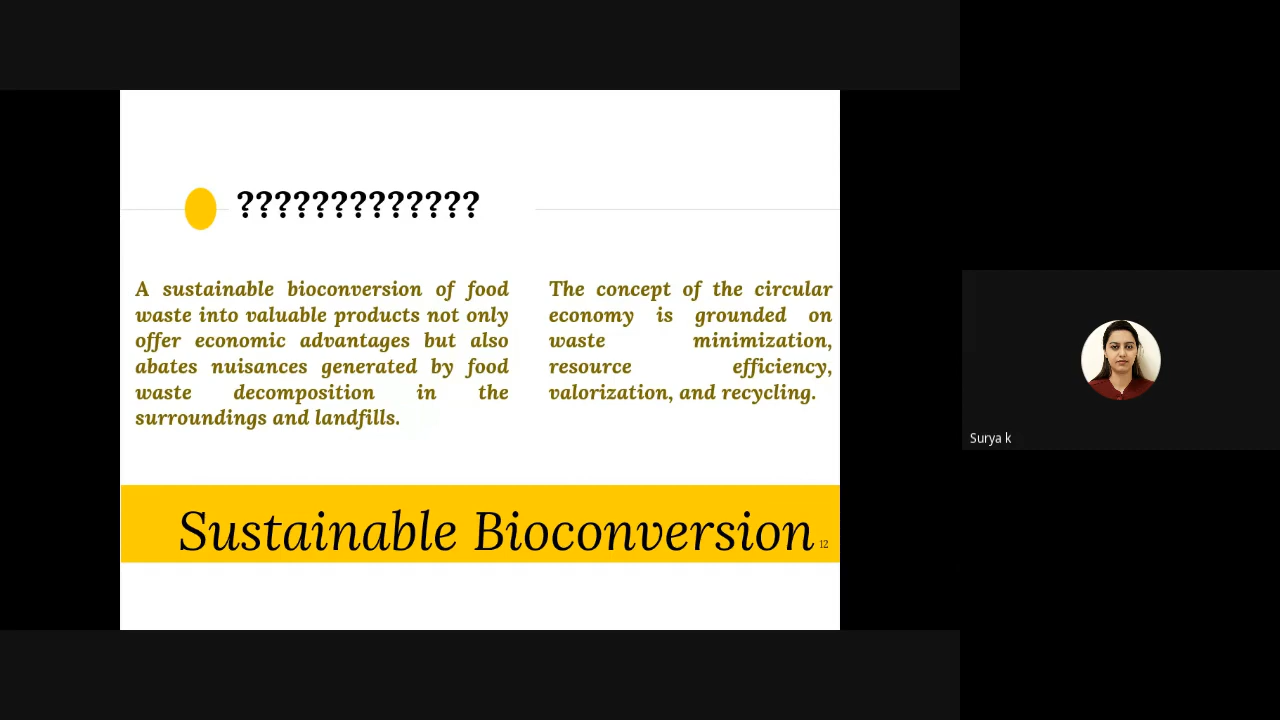 ?????????????
A sustainable bioconversion of food
waste into valuable products not only
offer economic advantages but also
abates nuisances generated by food
waste decomposition in the
surroundings and landfills.
The concept of the circular
economy is grounded on
waste minimization,
resource efficiency,
valorization, and recycling.
Sustainable Bioconversion
12
Surya k